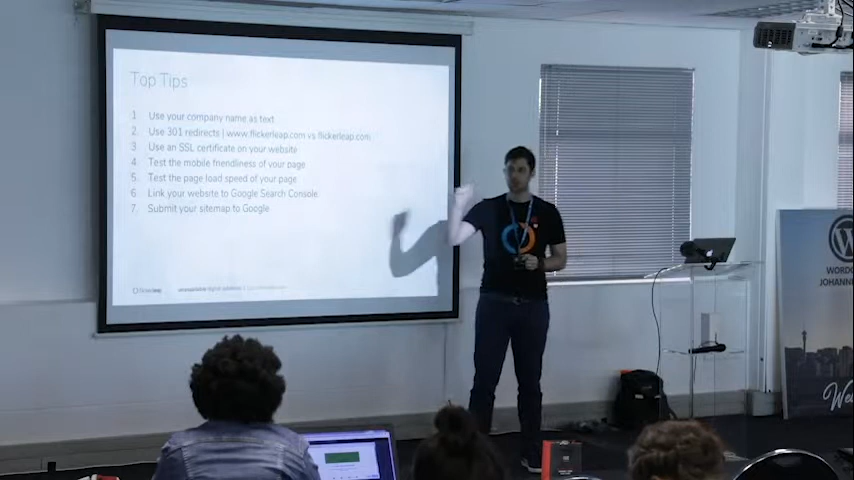 Top Tips
1 Use your company name as text
2. Use 301 redirects | www.flickerleap.com vs flickerleap.com
3 Use an SSL certificate on your website
4 Test the mobile friendliness of your page
5. Test the page load speed of your page
6 Link your website to Google Search Console
7. Submit your sitemap to Google
W
WORDC
JOHANNE
We